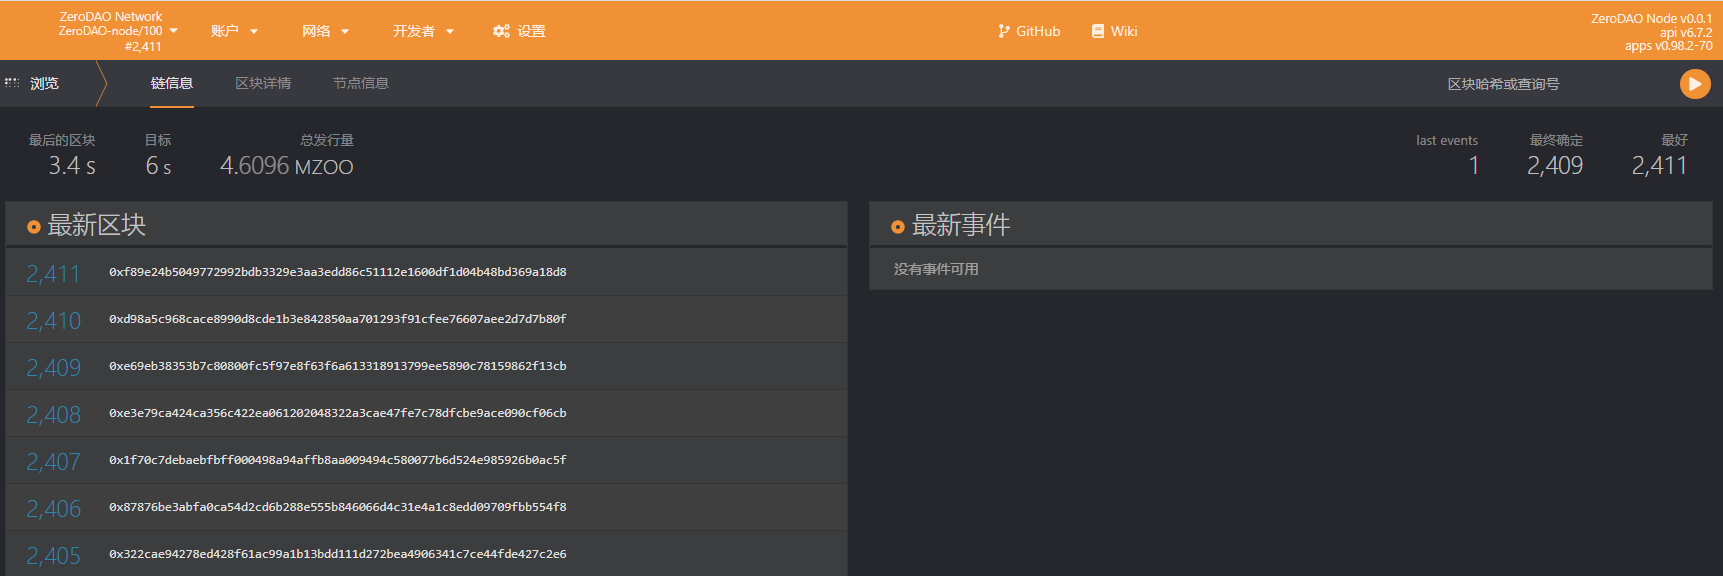 ZeroDAO Network
ZeroDAO-node/100
#2,411
账户
网络
开发者
设置
GitHub
Wiki
ZeroDAO Node v0.0.1
api v6.7.2
apps v0.98.2-70
浏览
链信息
区块详情
节点信息
区块哈希或查询号
最后的区块
3.4 s
目标
6 s
总发行量
4.6096 MZOO
last events
1
最终确定
2,409
最好
2,411
最新区块
2,411 0xf89e24b5049772992bdb3329e3aa3edd86c51112e1600df1d04b48bd369a18d8
2,410 0xd98a5c968cace8990d8cde1b3e842850aa701293f91cfee76607aee2d7d7b80f
2,409 0xe69eb38353b7c80800fc5f97e8f63f6a613318913799ee5890c78159862f13cb
2,408 0xe3e79ca424ca356c422ea061202048322a3cae47fe7c78dfcbe9ace090cf06cb
2,407 0x1f70c7debaebfbff000498a94affb8aa009494c580077b6d524e985926b0ac5f
2,406 0x87876be3abfa0ca54d2cd6b288e555b846066d4c31e4a1c8edd09709fbb554f8
2,405 0x322cae94278ed428f61ac99a1b13bdd111d272bea4906341c7ce44fde427c2e6
最新事件
没有事件可用